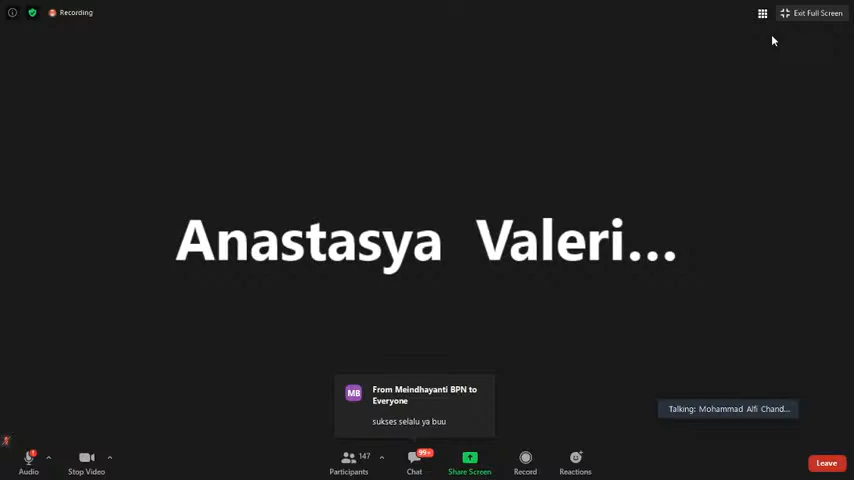 Recording
Exit Full Screen
Anastasya Valeri...
MB
From Meindhayanti BPN to
Everyone
sukses selalu ya buu
Talking: Mohammad Alfi Chand...
Audio
Stop Video
147
Participants
99+
Chat
Share Screen
Record
Reactions
Leave